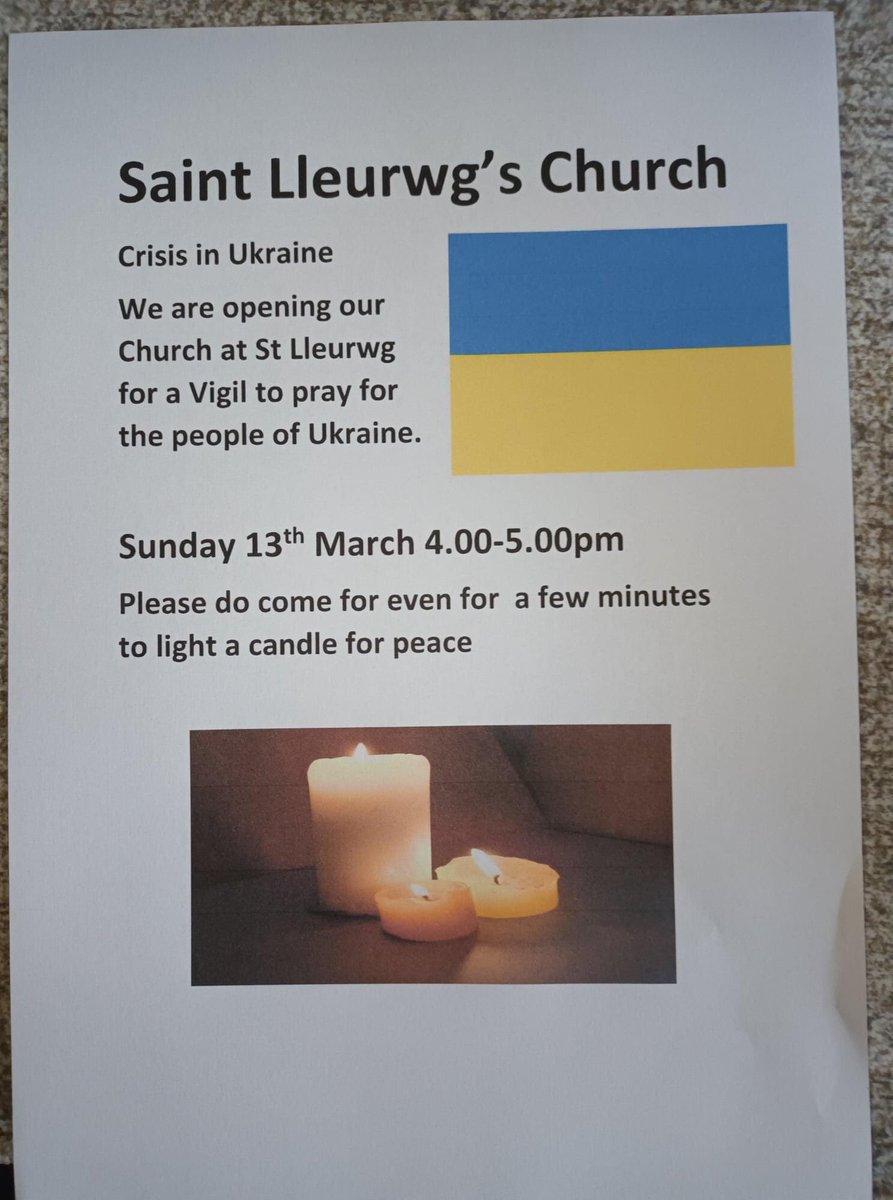 Saint Lleurwg’s Church
Crisis in Ukraine
We are opening our
Church at St Lleurwg
for a Vigil to pray for
the people of Ukraine.
Sunday 13th March 4.00-5.00pm
Please do come for even for a few minutes
to light a candle for peace